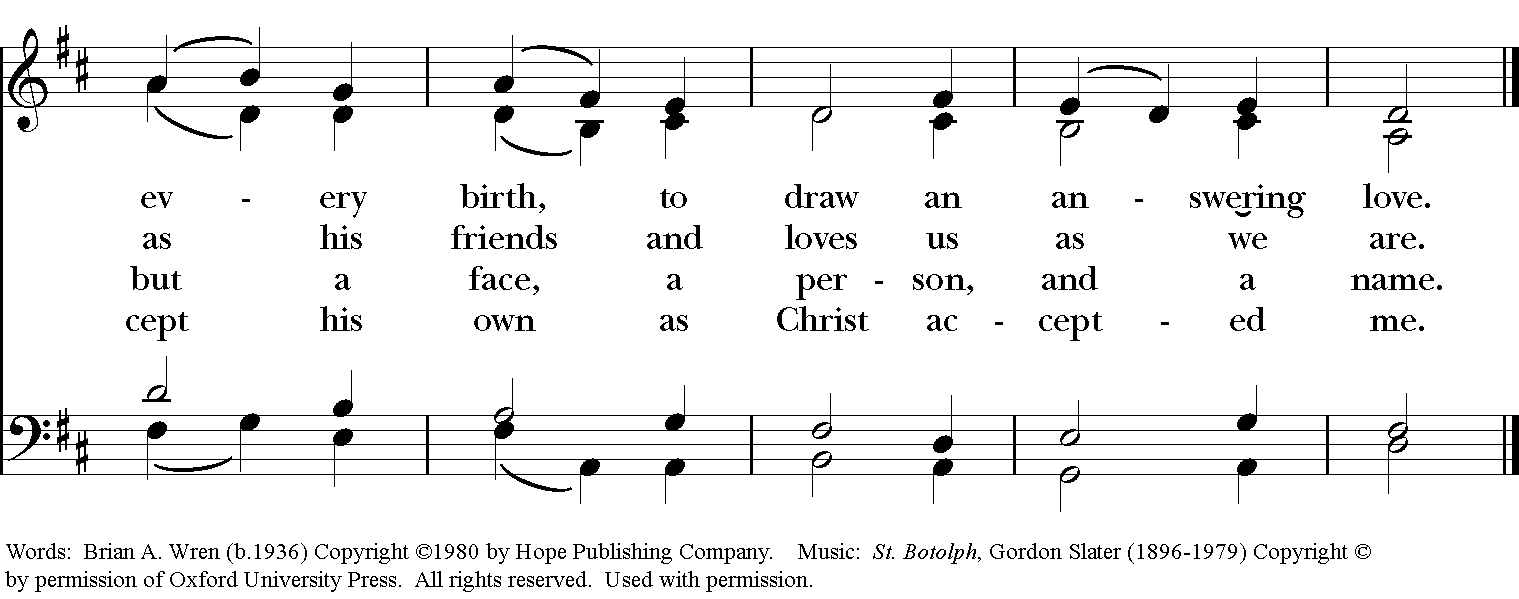 ev - ery birth, to draw an an - swering love.
as his friends and loves us as we are.
but a face, a per - son, and a name.
cept his own as Christ ac - cept - ed me.
Words: Brian A. Wren (b.1936) Copyright ©1980 by Hope Publishing Company. Music: St. Botolph, Gordon Slater (1896-1979) Copyright ©
by permission of Oxford University Press. All rights reserved. Used with permission.